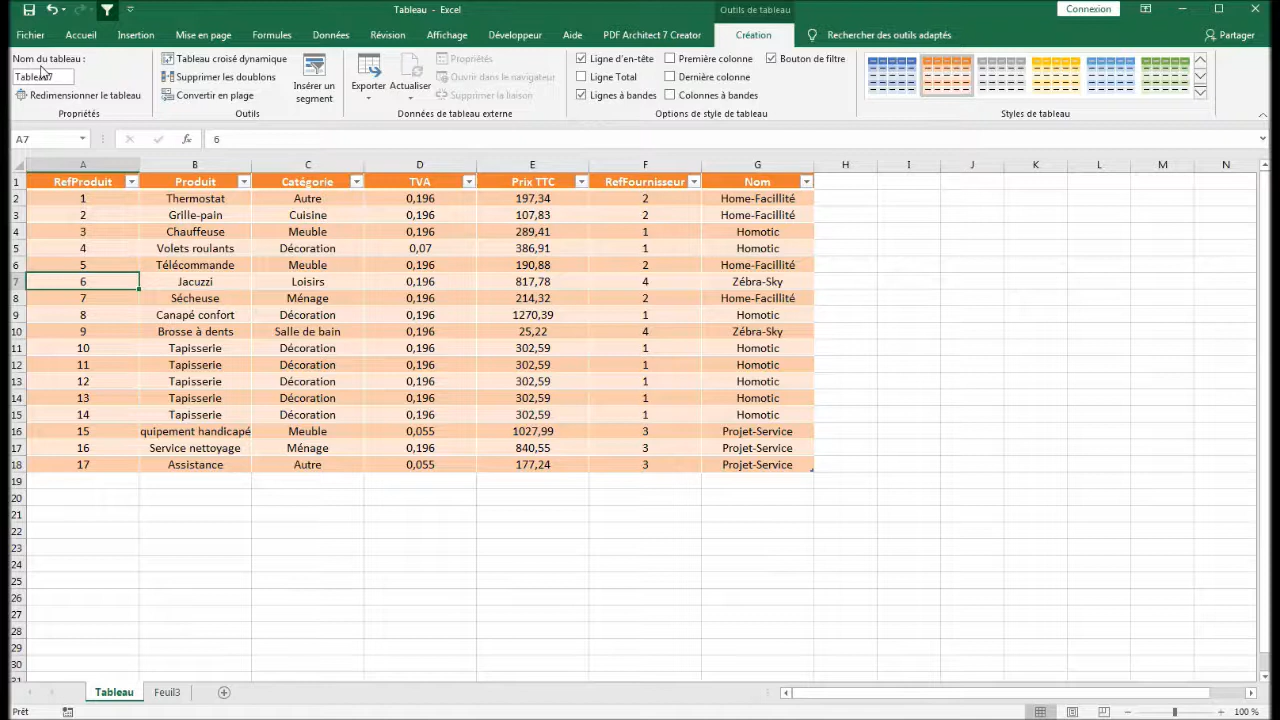 Tableau - Excel
Outils de tableau
Connexion
Fichier Accueil Insertion Mise en page Formules Données Révision Affichage Développeur Aide PDF Architect 7 Creator Création Rechercher des outils adaptés Partager
Nom du tableau :
Redimensionner le tableau
Propriétés
Tableau croisé dynamique
Supprimer les doublons
Convertir en plage
Insérer un
segment
Outils
Exporter Actualiser
Propriétés
Ouvrir dans le navigateur
Supprimer la liaison
Données de tableau externe
Ligne d'en-tête Première colonne Bouton de filtre
Ligne Total Dernière colonne
Lignes à bandes Colonnes à bandes
Options de style de tableau
Styles de tableau
A7 fx 6
A B C D E F G H I J K L M N
1 RefProduit Produit Catégorie TVA Prix TTC RefFournisseur Nom
2 1 Thermostat Autre 0,196 197,34 2 Home-Facillité
3 2 Grille-pain Cuisine 0,196 107,83 2 Home-Facillité
4 3 Chauffeuse Meuble 0,196 289,41 1 Homotic
5 4 Volets roulants Décoration 0,07 386,91 1 Homotic
6 5 Télécommande Meuble 0,196 190,88 2 Home-Facillité
7 6 Jacuzzi Loisirs 0,196 817,78 4 Zébra-Sky
8 7 Sécheuse Ménage 0,196 214,32 2 Home-Facillité
9 8 Canapé confort Décoration 0,196 1270,39 1 Homotic
10 9 Brosse à dents Salle de bain 0,196 25,22 4 Zébra-Sky
11 10 Tapisserie Décoration 0,196 302,59 1 Homotic
12 11 Tapisserie Décoration 0,196 302,59 1 Homotic
13 12 Tapisserie Décoration 0,196 302,59 1 Homotic
14 13 Tapisserie Décoration 0,196 302,59 1 Homotic
15 14 Tapisserie Décoration 0,196 302,59 1 Homotic
16 15 quipement handicapé Meuble 0,055 1027,99 3 Projet-Service
17 16 Service nettoyage Ménage 0,196 840,55 3 Projet-Service
18 17 Assistance Autre 0,055 177,24 3 Projet-Service
19
20
21
22
23
24
25
26
27
28
29
30
Tableau Feuil3
Prêt
100 %